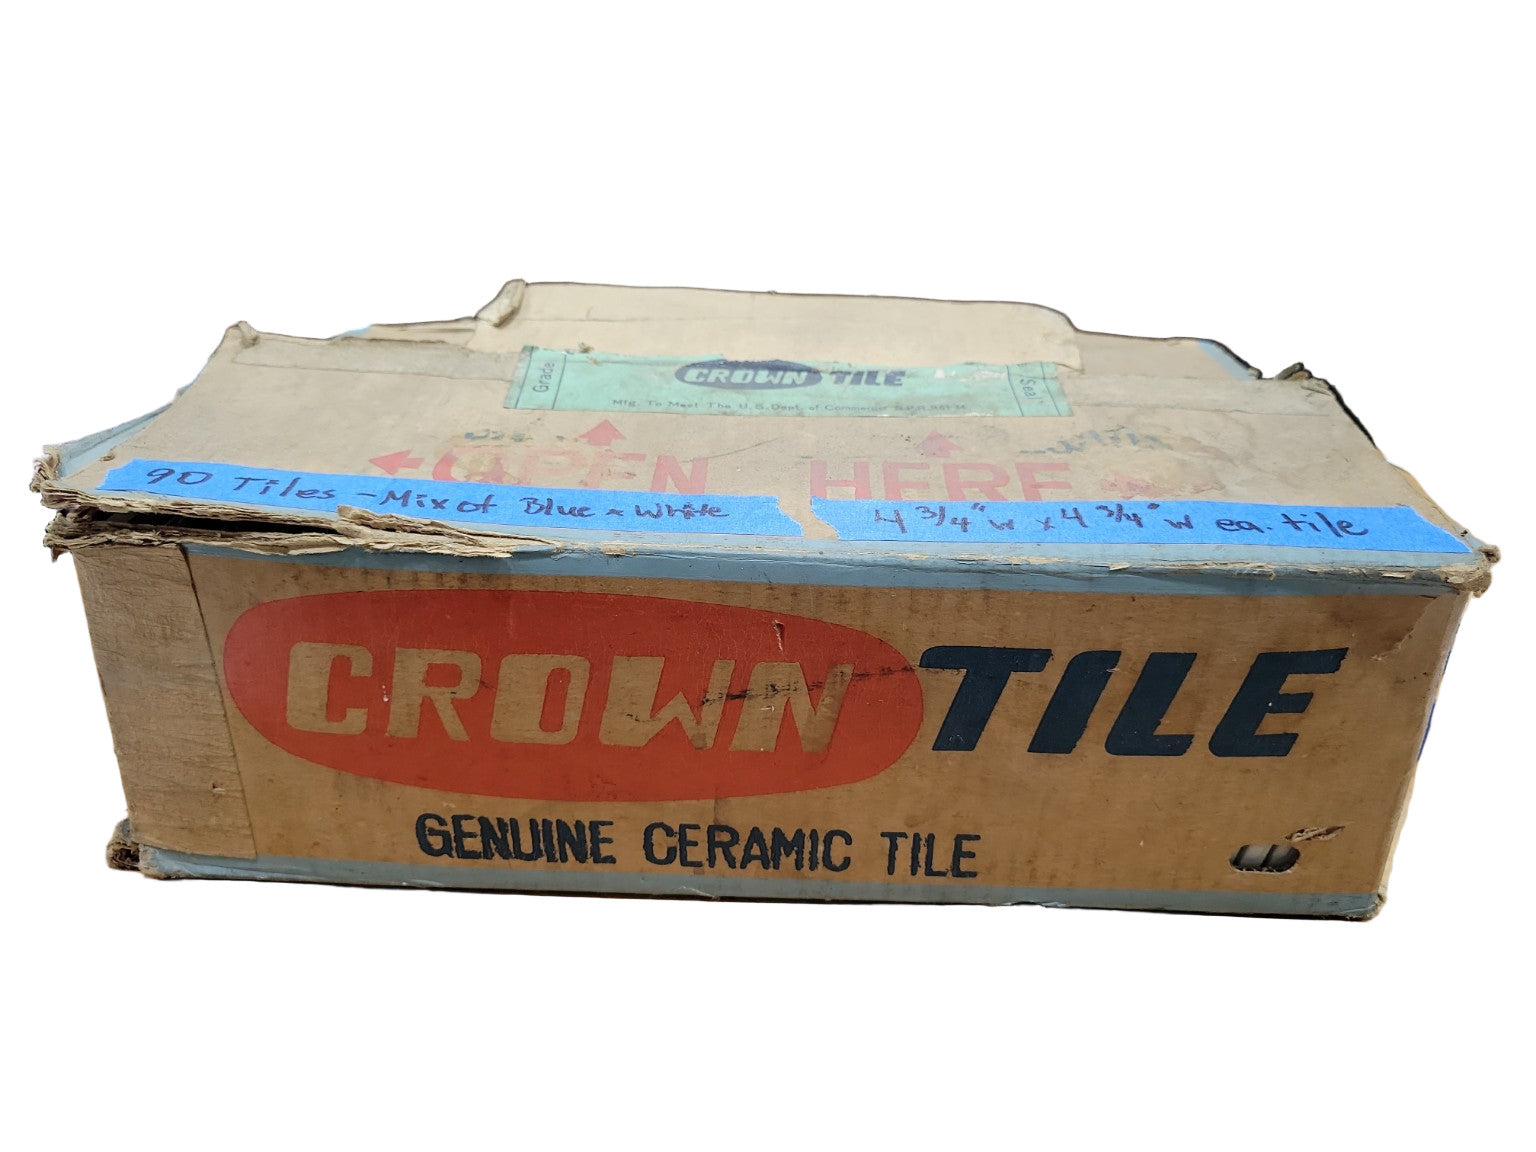 Grade
CROWN TILE
Seal
Mfg. To Meet The U.S. Dept. of Commerce S.P.R. R61-M.
OPEN HERE
90 Tiles - Mix of Blue & White
4 3/4" w x 4 3/4" w ea. tile
CROWN TILE
GENUINE CERAMIC TILE